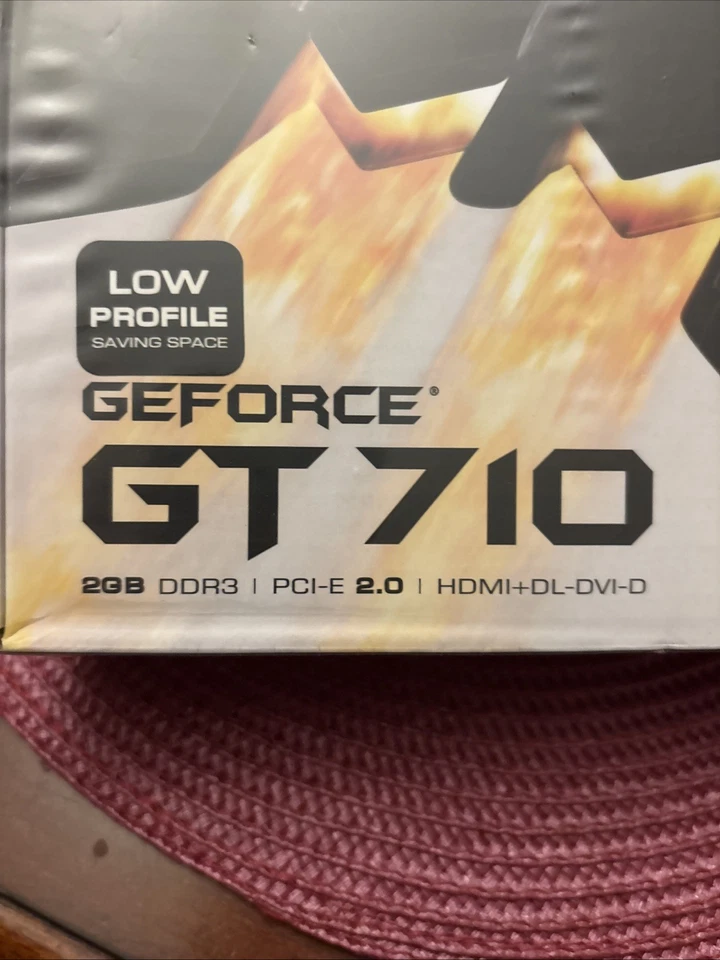 LOW
PROFILE
SAVING SPACE
GEFORCE®
GT 710
2GB DDR3 | PCI-E 2.0 | HDMI+DL-DVI-D